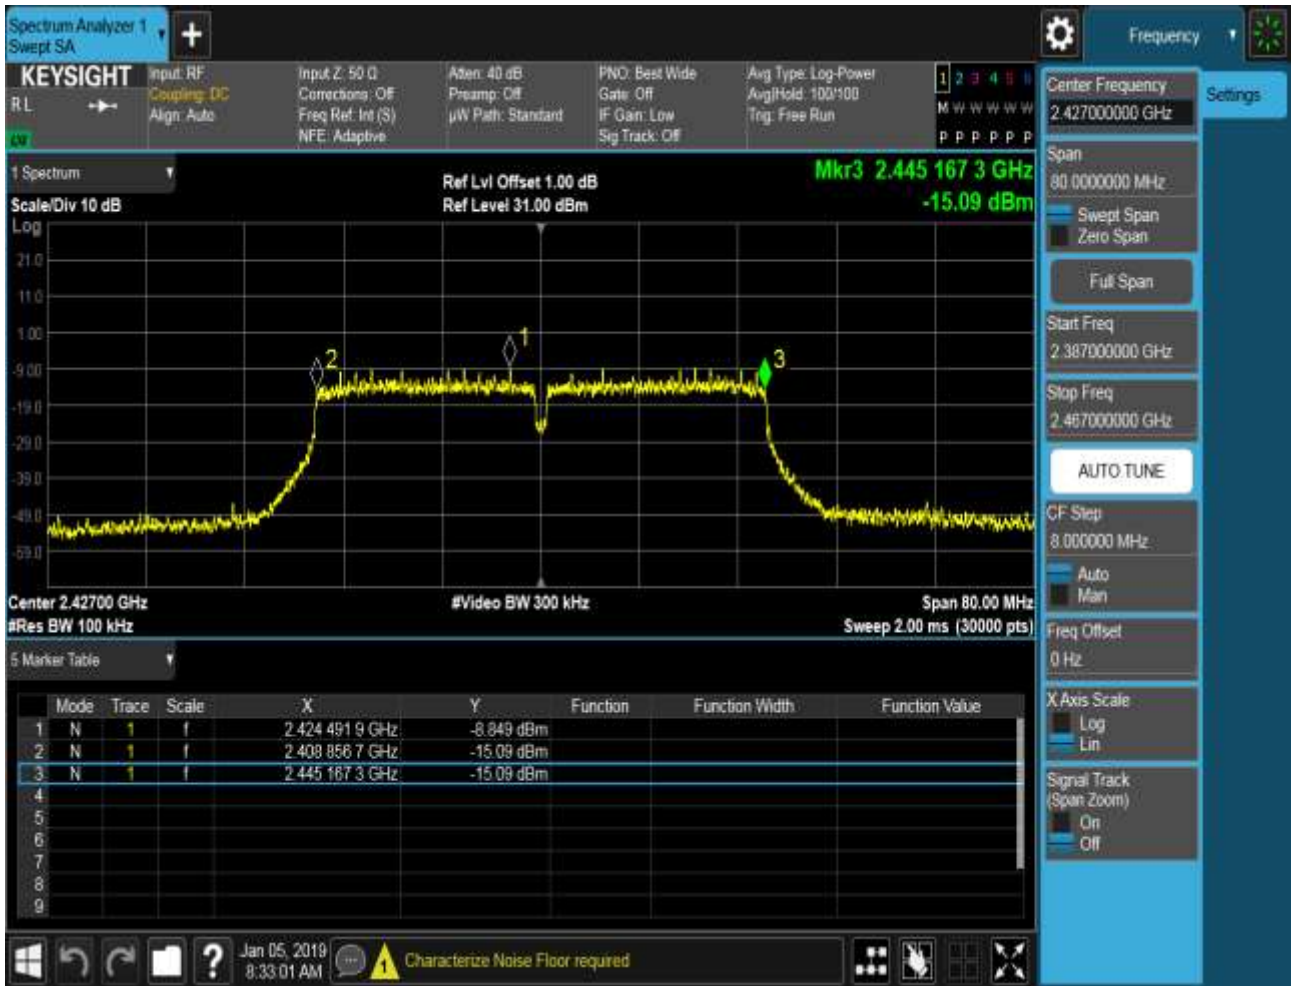 Spectrum Analyzer 1
Swept SA
+
Frequency
KEYSIGHT
RL
Input: RF
Coupling: DC
Align: Auto
Input Z: 50 Ω
Corrections: Off
Freq Ref: Int (S)
NFE: Adaptive
Atten: 40 dB
Preamp: Off
µW Path: Standard
PNO: Best Wide
Gate: Off
IF Gain: Low
Sig Track: Off
Avg Type: Log-Power
Avg|Hold: 100/100
Trig: Free Run
1 2 3 4 5 6
M W W W W W
P P P P P P
1 Spectrum
Scale/Div 10 dB
Ref Lvl Offset 1.00 dB
Ref Level 31.00 dBm
Mkr3 2.445 167 3 GHz
-15.09 dBm
Log
21.0
11.0
1.00
-9.00
-19.0
-29.0
-39.0
-49.0
-59.0
1
2
3
Center 2.42700 GHz
#Video BW 300 kHz
Span 80.00 MHz
#Res BW 100 kHz
Sweep 2.00 ms (30000 pts)
5 Marker Table
Mode Trace Scale X Y Function Function Width Function Value
1 N 1 f 2.424 491 9 GHz -8.849 dBm
2 N 1 f 2.408 856 7 GHz -15.09 dBm
3 N 1 f 2.445 167 3 GHz -15.09 dBm
4
5
6
7
8
9
Center Frequency
2.427000000 GHz
Settings
Span
80.0000000 MHz
Swept Span
Zero Span
Full Span
Start Freq
2.387000000 GHz
Stop Freq
2.467000000 GHz
AUTO TUNE
CF Step
8.000000 MHz
Auto
Man
Freq Offset
0 Hz
X Axis Scale
Log
Lin
Signal Track
(Span Zoom)
On
Off
?
Jan 05, 2019
8:33:01 AM
1
Characterize Noise Floor required